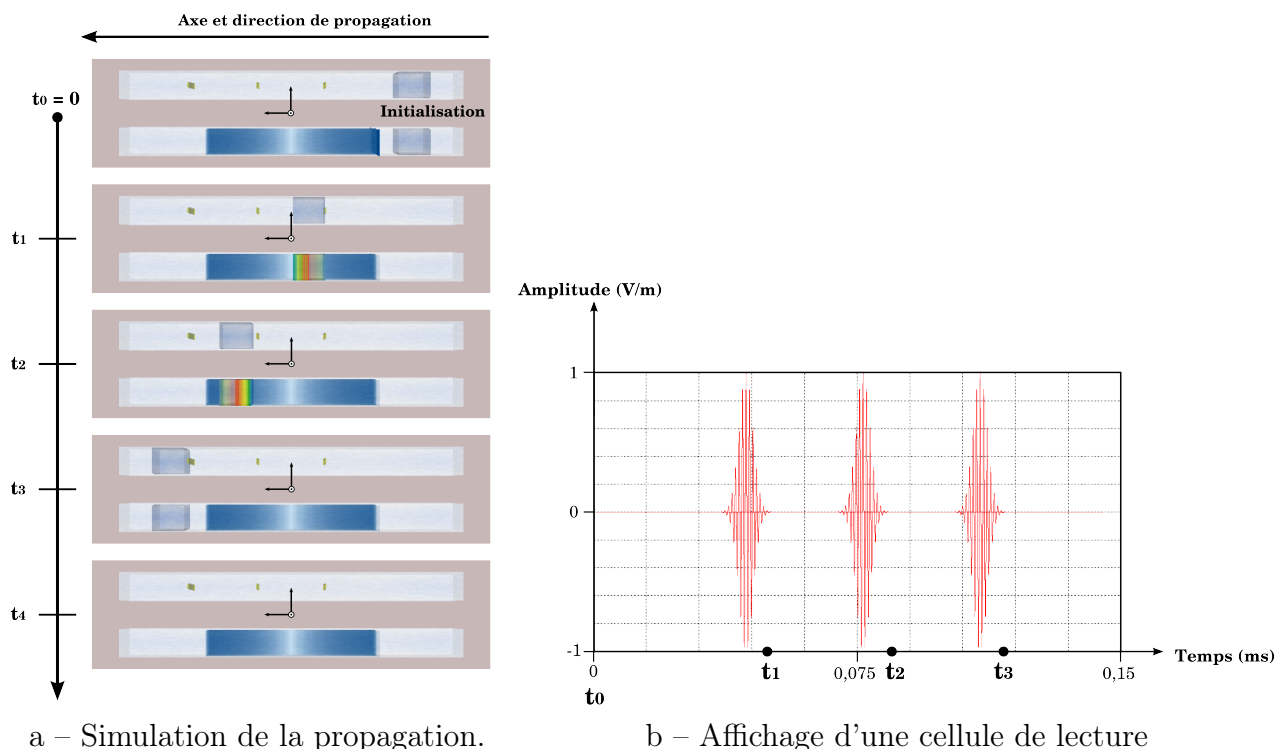 Axe et direction de propagation
t0 = 0
Initialisation
t1
t2
t3
t4
Amplitude (V/m)
1
0
-1
0
0,075
0,15
t0
t1
t2
t3
Temps (ms)
a – Simulation de la propagation.
b – Affichage d'une cellule de lecture